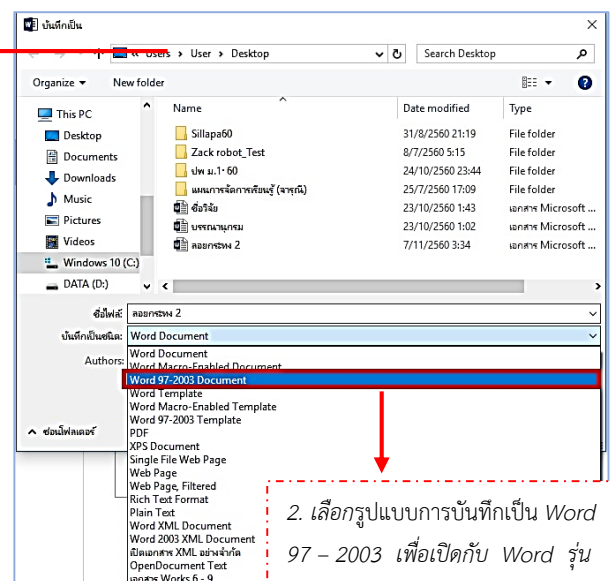 บันทึกเป็น
« Users › User › Desktop
Search Desktop
Organize
New folder
This PC
Desktop
Documents
Downloads
Music
Pictures
Videos
Windows 10 (C:)
DATA (D:)
Name Date modified Type
Sillapa60 31/8/2560 21:19 File folder
Zack robot_Test 8/7/2560 5:15 File folder
ปพ ม.1- 60 24/10/2560 23:44 File folder
แผนการจัดการเรียนรู้ (จารุณี) 25/7/2560 17:09 File folder
ชื่อวิจัย 23/10/2560 1:43 เอกสาร Microsoft ...
บรรณานุกรม 23/10/2560 1:02 เอกสาร Microsoft ...
ลอยกระทง 2 7/11/2560 3:34 เอกสาร Microsoft ...
ชื่อไฟล์: ลอยกระทง 2
บันทึกเป็นชนิด: Word Document
Authors:
Word Document
Word Macro-Enabled Document
Word 97-2003 Document
Word Template
Word Macro-Enabled Template
Word 97-2003 Template
PDF
XPS Document
Single File Web Page
Web Page
Web Page, Filtered
Rich Text Format
Plain Text
Word XML Document
Word 2003 XML Document
เปิดเอกสาร XML อย่างจำกัด
OpenDocument Text
เอกสาร Works 6 - 9
ซ่อนโฟลเดอร์
2. เลือกรูปแบบการบันทึกเป็น Word
97 – 2003 เพื่อเปิดกับ Word รุ่น